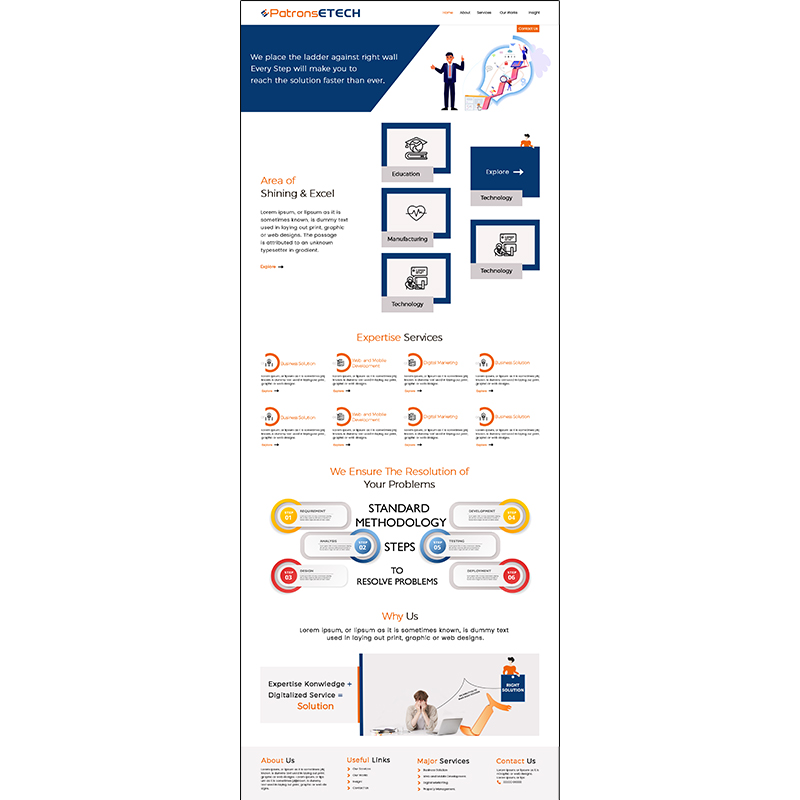 PatronsETECH
Home About Services Our Works Insight
Contact Us
We place the ladder against right wall
Every Step will make you to
reach the solution faster than ever.
Area of
Shining & Excel
Lorem ipsum, or lipsum as it is
sometimes known, is dummy text
used in laying out print, graphic
or web designs. The passage
is attributed to an unknown
typesetter in gradient.
Explore
Education
Manufacturing
Technology
Explore
Technology
Technology
Expertise Services
Business Solution
Explore
Web and Mobile
Development
Explore
Digital Marketing
Explore
Business Solution
Explore
Business Solution
Explore
Web and Mobile
Development
Explore
Digital Marketing
Explore
Business Solution
Explore
We Ensure The Resolution of
Your Problems
STANDARD
METHODOLOGY
STEPS
TO
RESOLVE PROBLEMS
STEP
01
REQUIREMENT
STEP
02
ANALYSIS
STEP
03
DESIGN
STEP
04
DEVELOPMENT
STEP
05
TESTING
STEP
06
DEPLOYMENT
Why Us
Lorem ipsum, or lipsum as it is sometimes known, is dummy text
used in laying out print, graphic or web designs.
Expertise Konwledge +
Digitalized Service =
Solution
RIGHT
SOLUTION
About Us
Useful Links
Our Services
Our Works
Insight
Contact Us
Major Services
Business Solution
Web and Mobile Development
Digital Marketing
Property Management
Contact Us